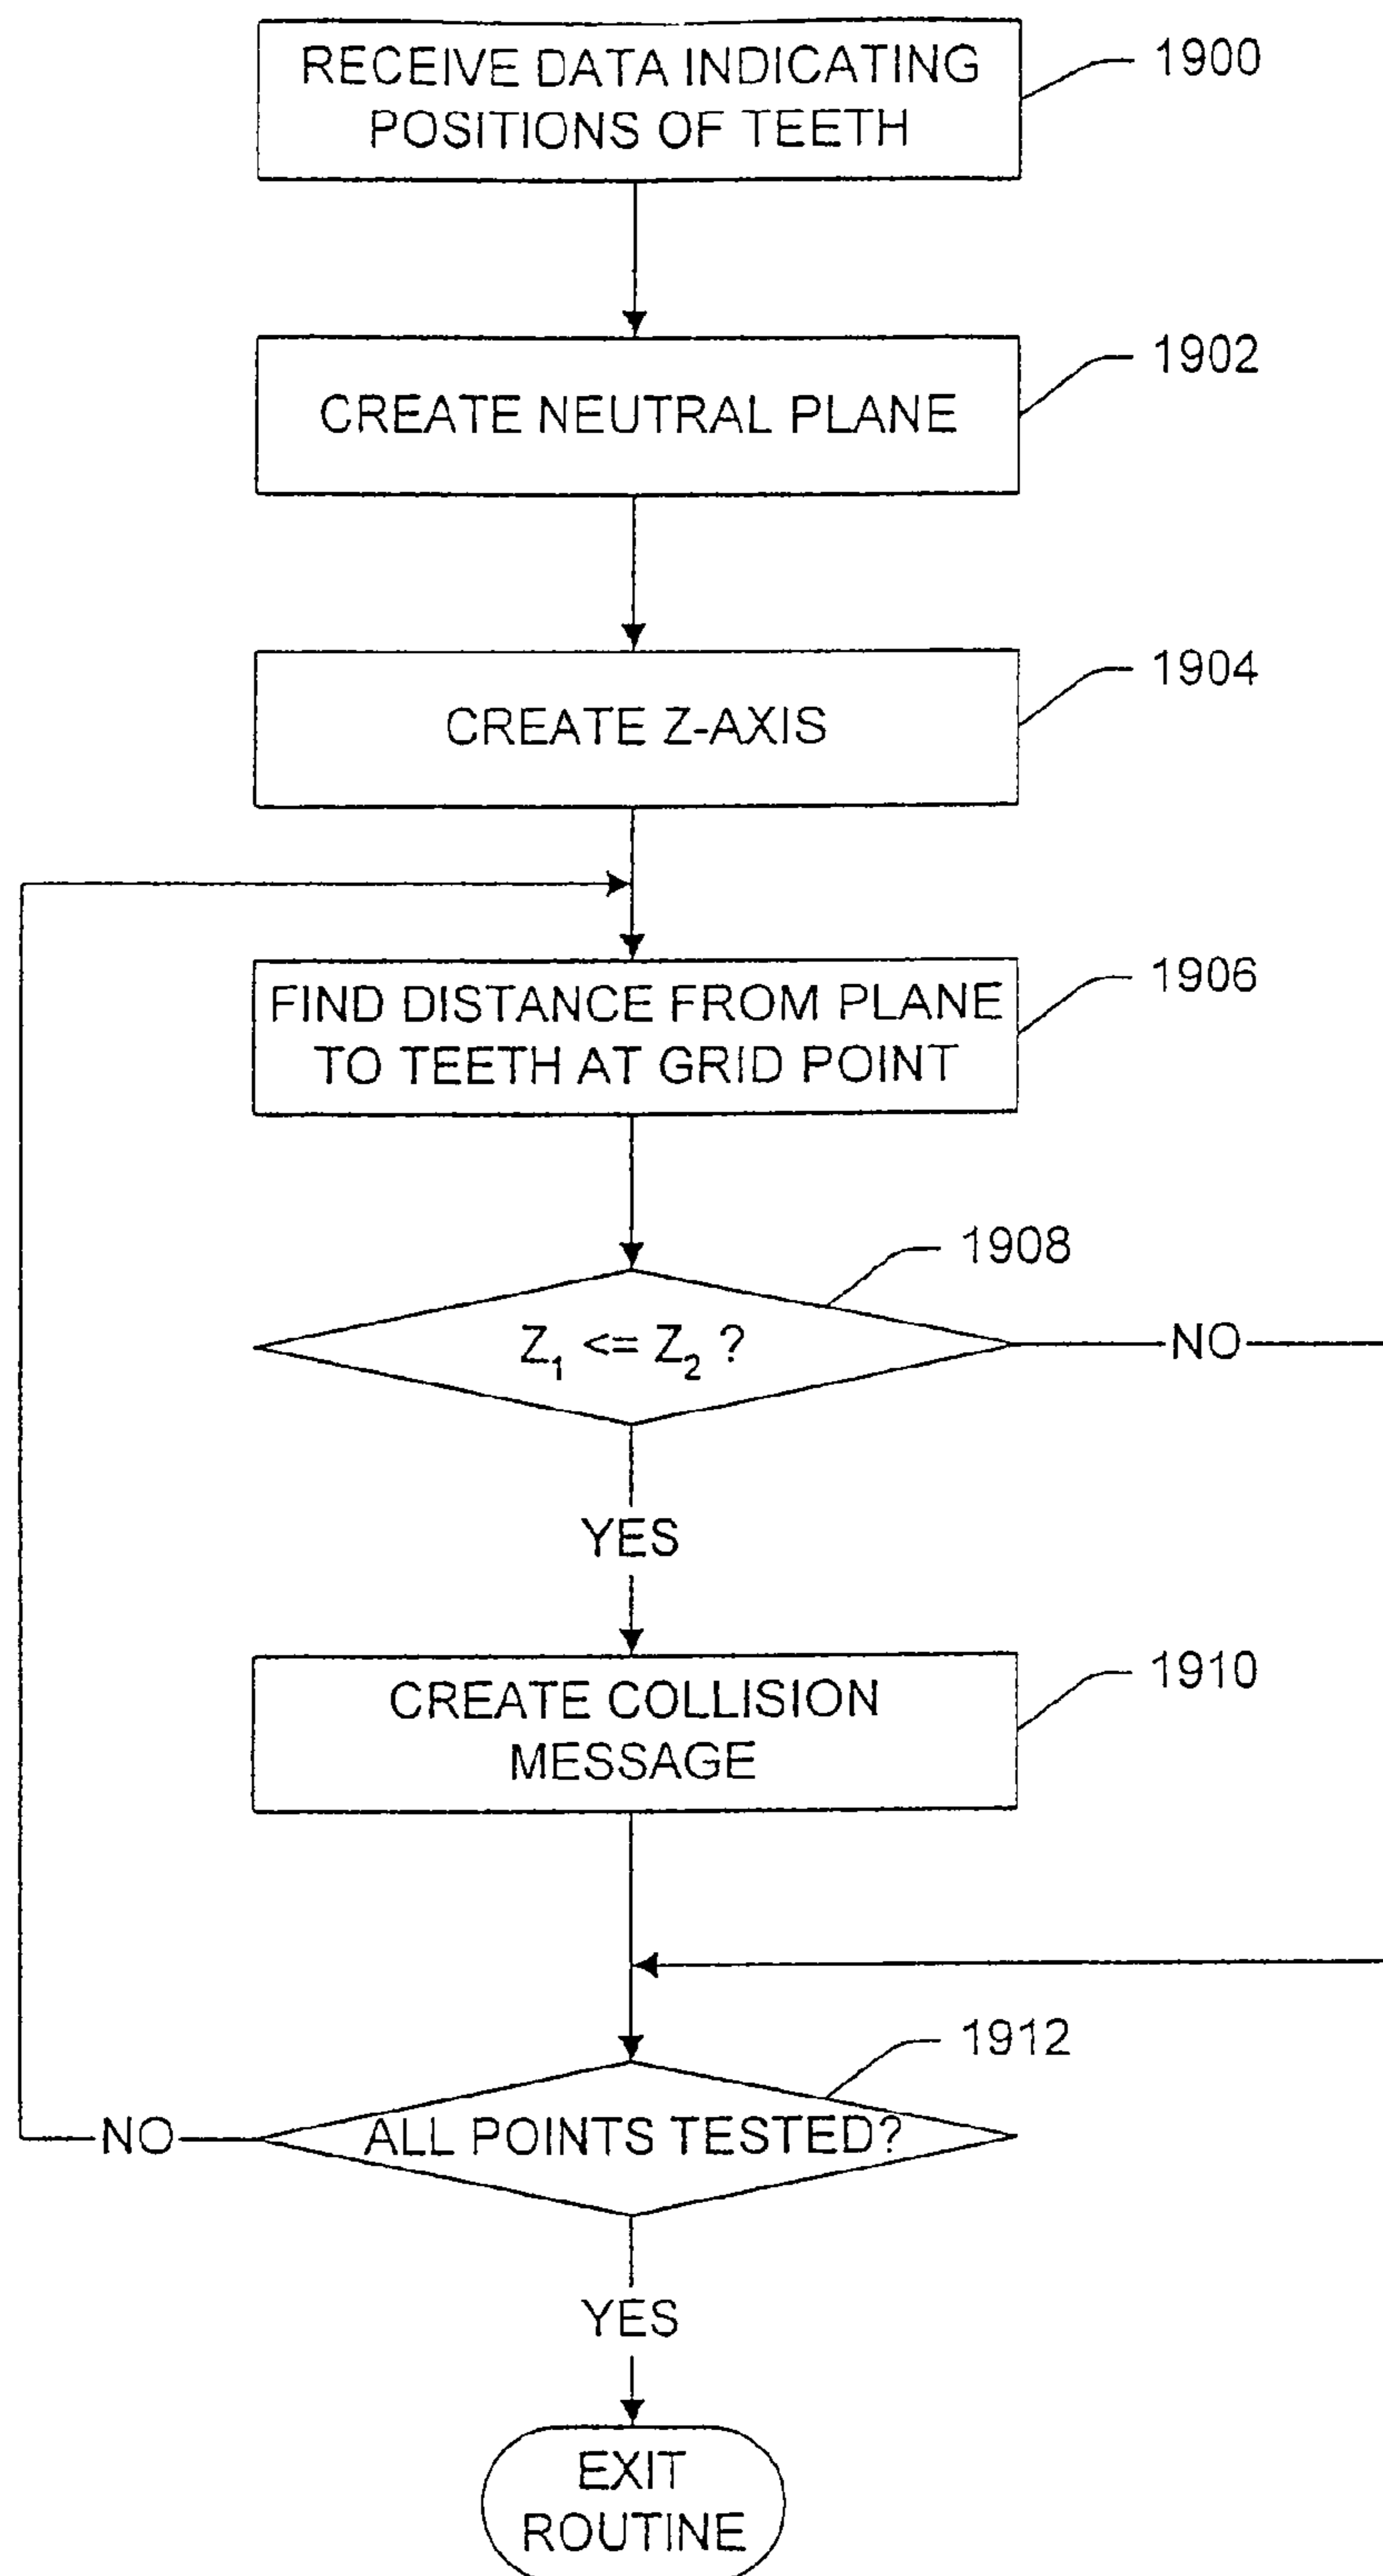 RECEIVE DATA INDICATING
POSITIONS OF TEETH
1900
CREATE NEUTRAL PLANE
1902
CREATE Z-AXIS
1904
FIND DISTANCE FROM PLANE
TO TEETH AT GRID POINT
1906
1908
Z₁ <= Z₂ ?
NO
YES
CREATE COLLISION
MESSAGE
1910
1912
NO
ALL POINTS TESTED?
YES
EXIT
ROUTINE